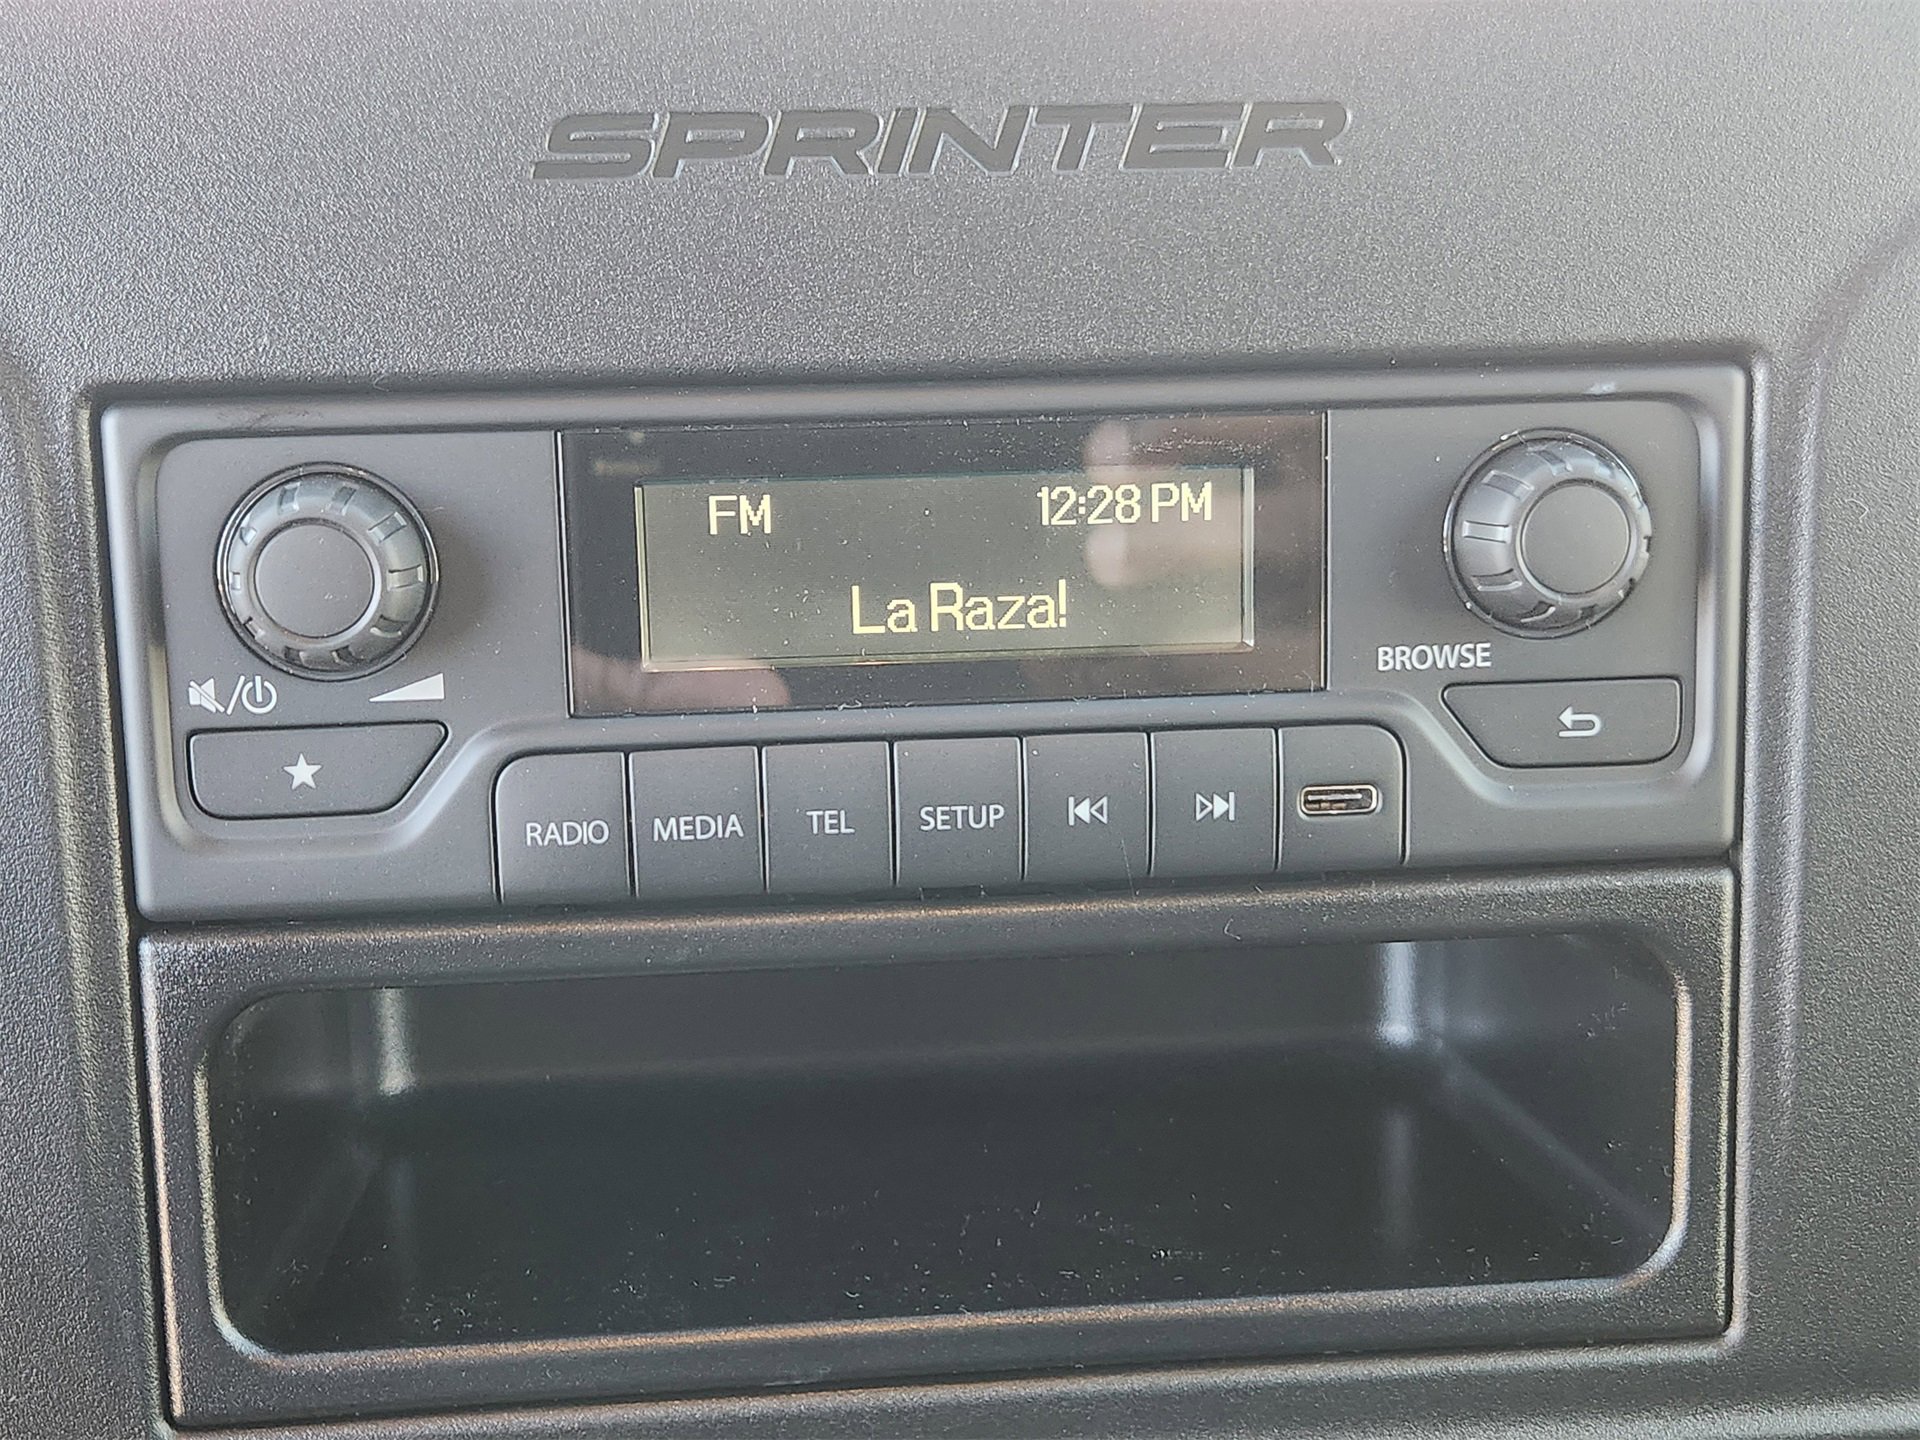 SPRINTER
FM 12:28 PM
La Raza!
BROWSE
RADIO MEDIA TEL SETUP